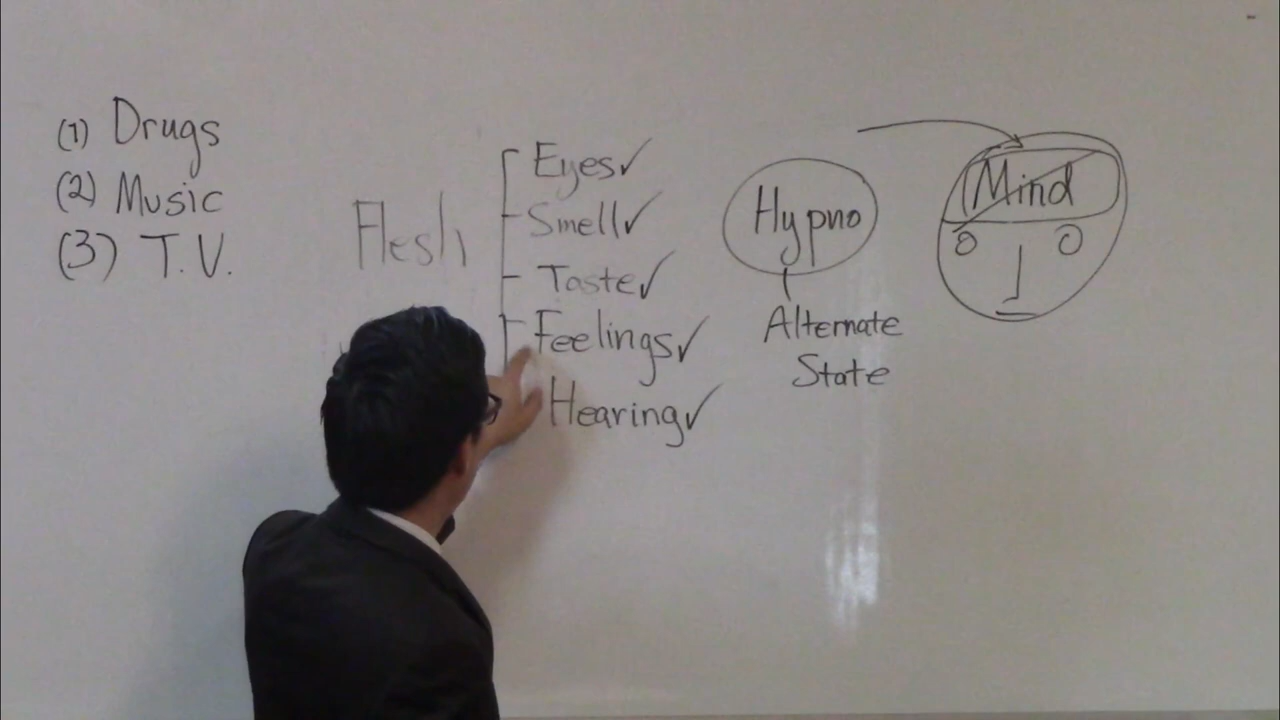 (1) Drugs
(2) Music
(3) T.V.
Flesh
Eyes✓
Smell✓
Taste✓
Feelings✓
Hearing✓
Hypno
Alternate
State
Mind